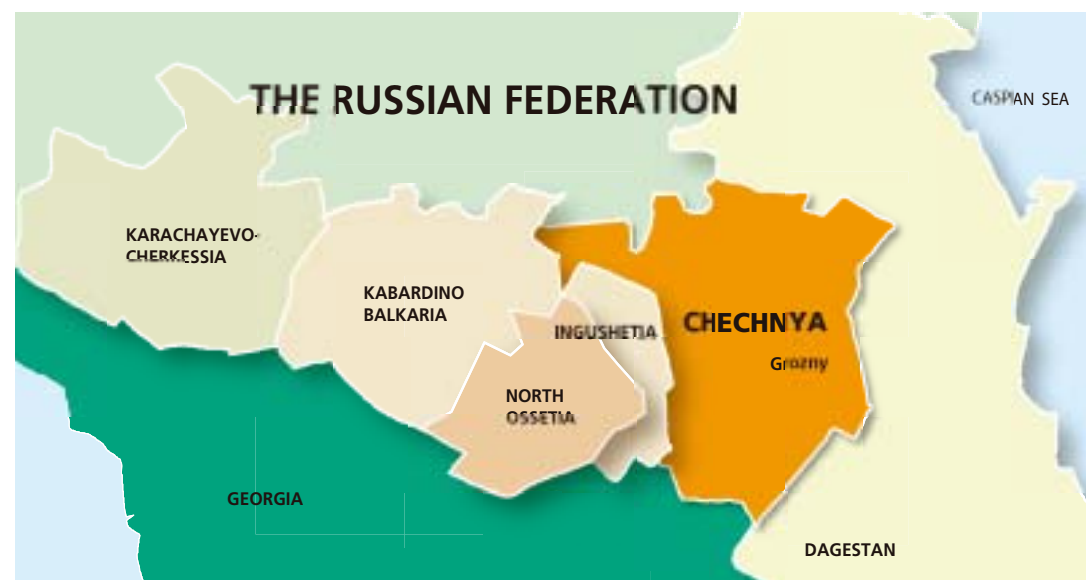 THE RUSSIAN FEDERATION
CASPIAN SEA
KARACHAYEVO-
CHERKESSIA
KABARDINO
BALKARIA
INGUSHETIA
CHECHNYA
Grozny
NORTH
OSSETIA
GEORGIA
DAGESTAN